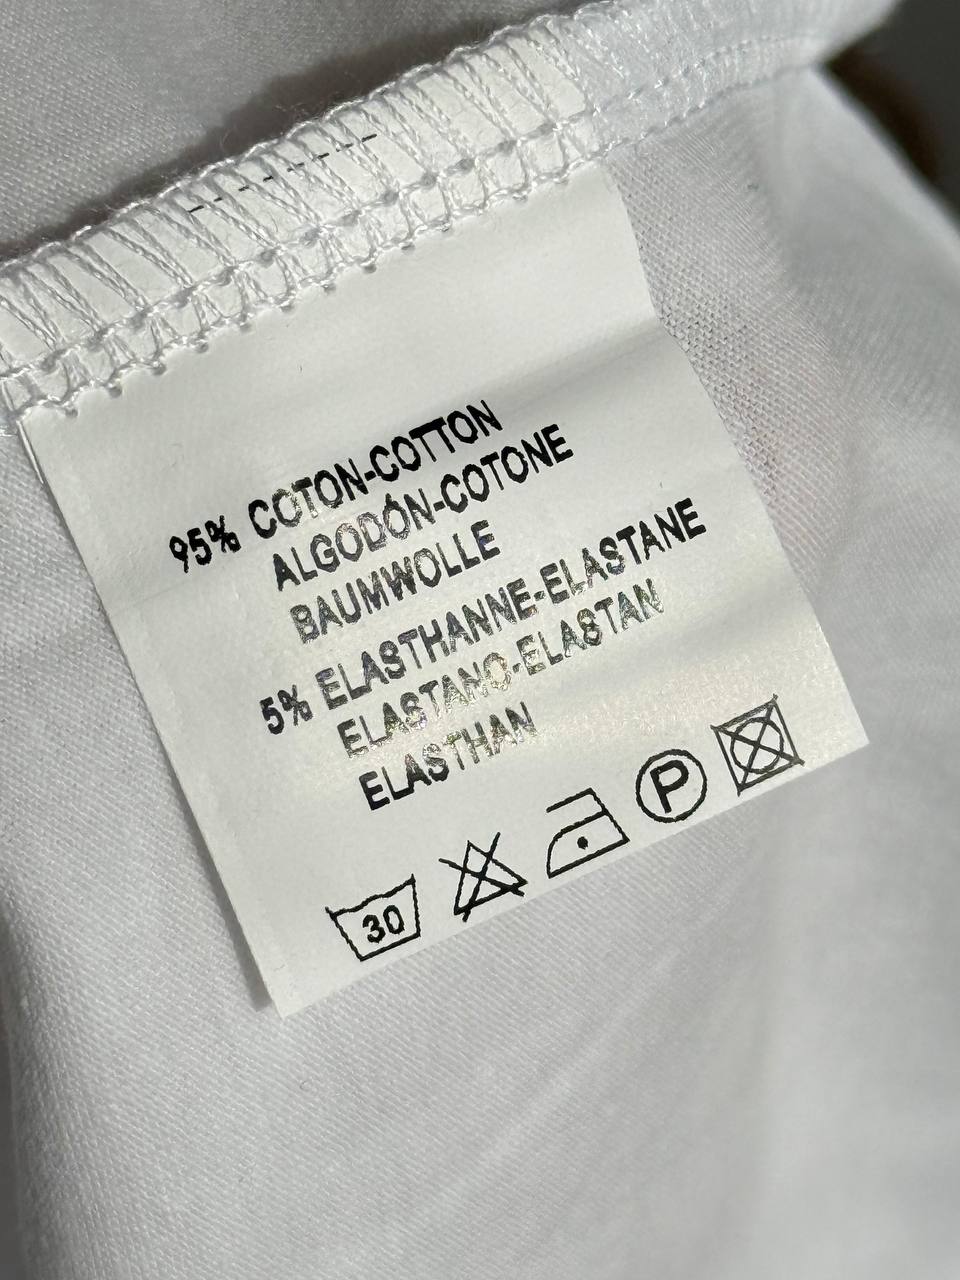 95% COTON-COTTON
ALGODÓN-COTONE
BAUMWOLLE
5% ELASTHANNE-ELASTANE
ELASTANO-ELASTAN
ELASTHAN
30 P